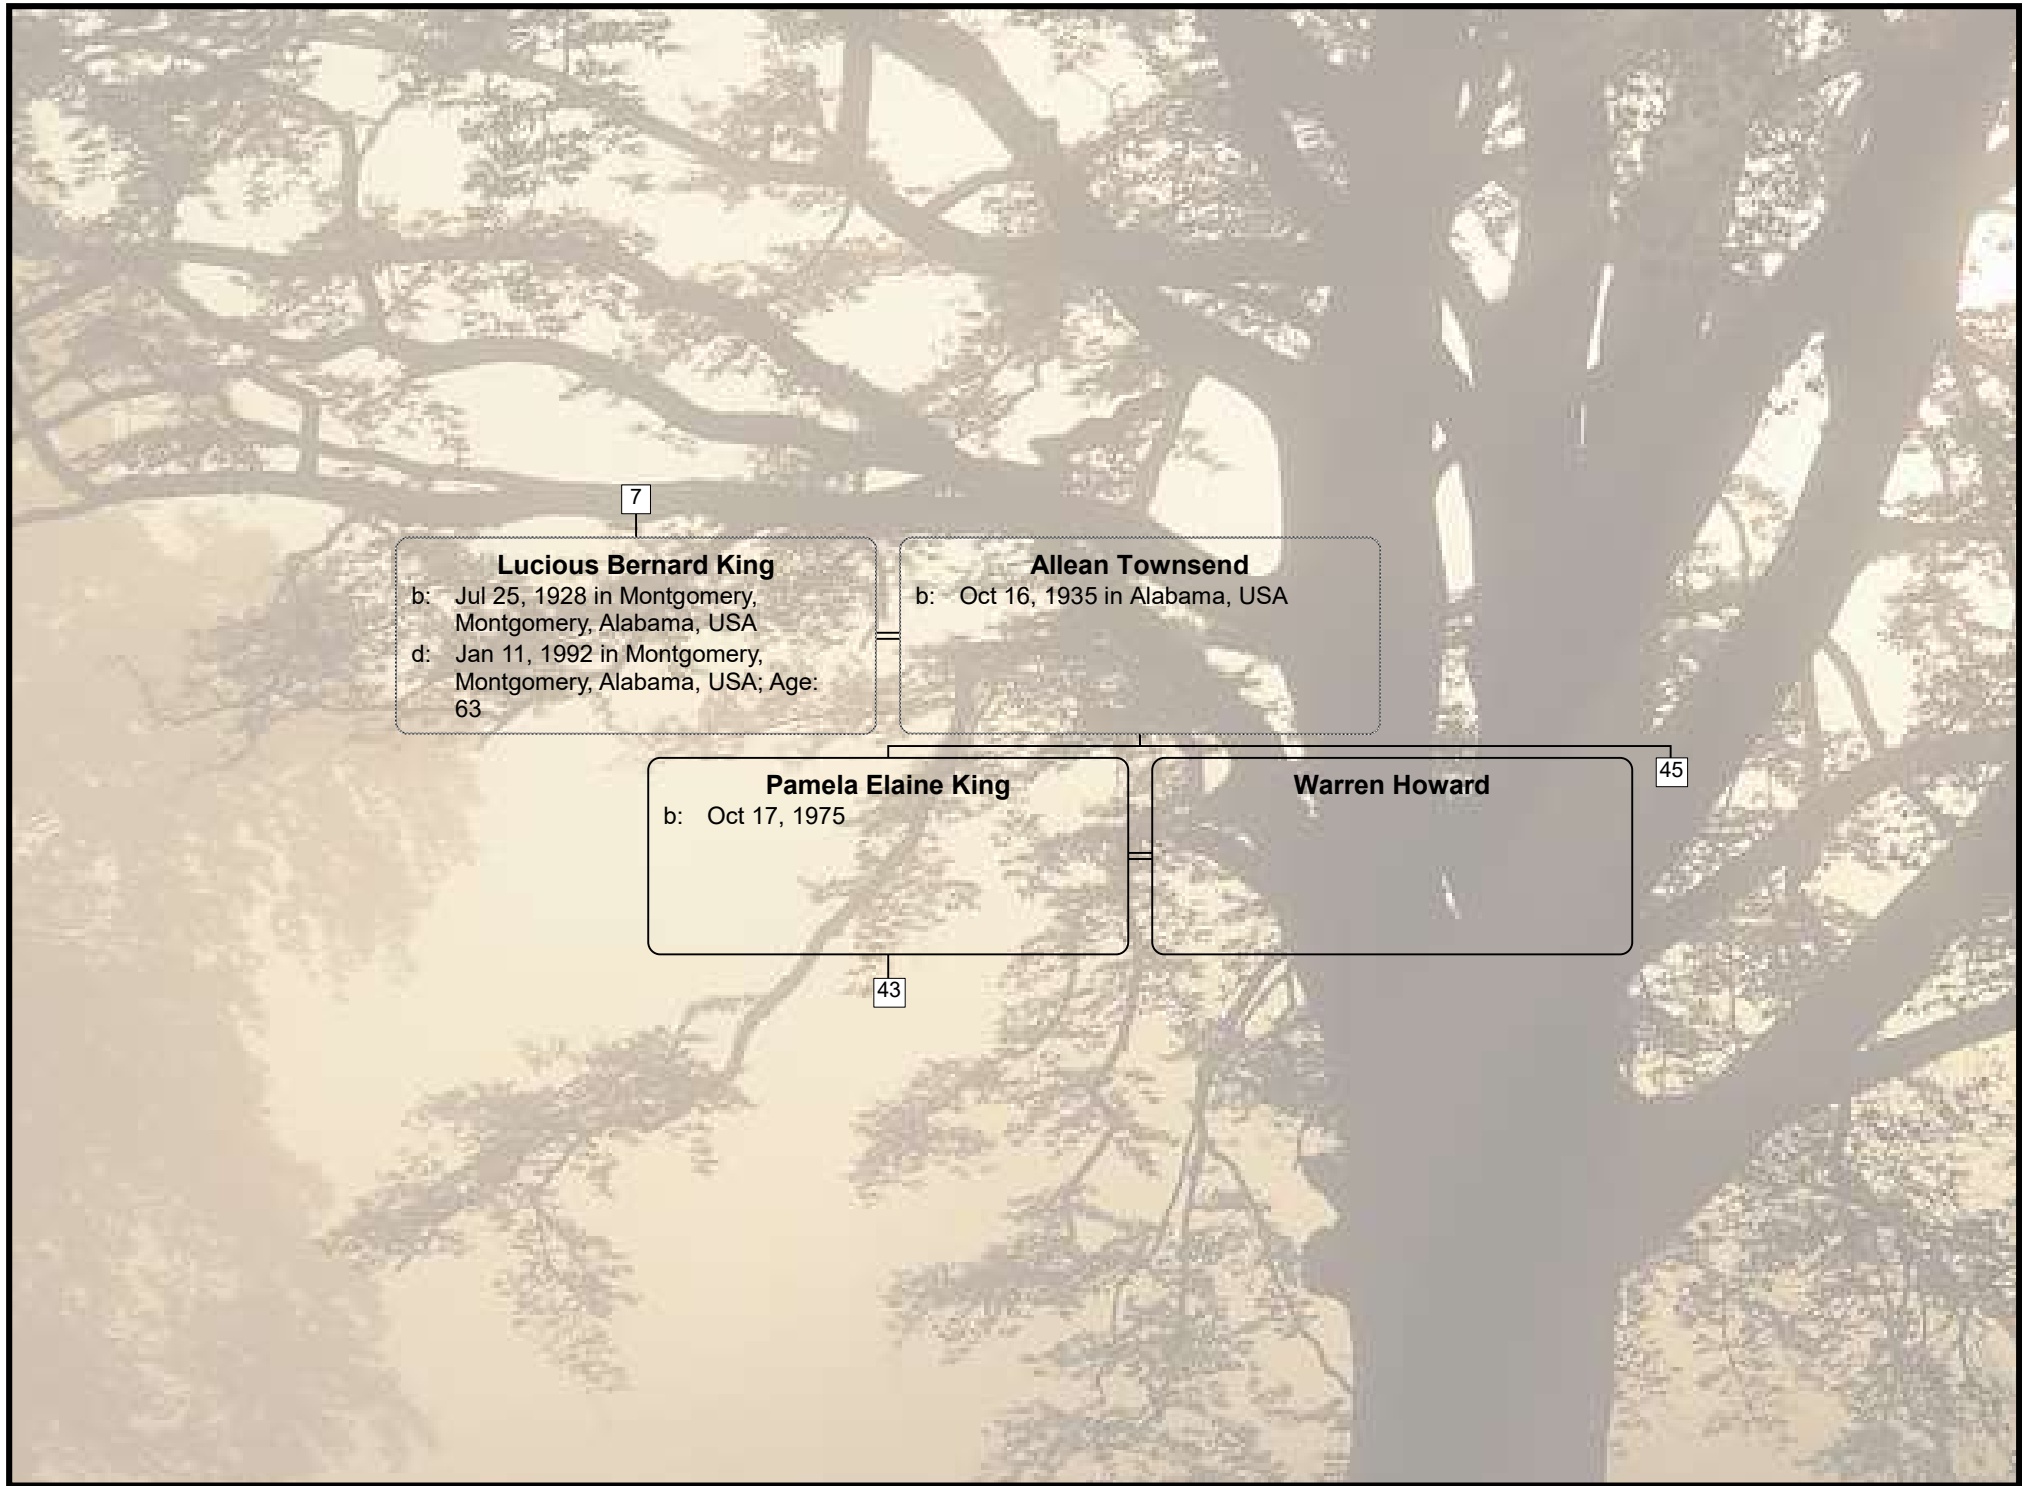 7
Lucious Bernard King
b: Jul 25, 1928 in Montgomery,
Montgomery, Alabama, USA
d: Jan 11, 1992 in Montgomery,
Montgomery, Alabama, USA; Age:
63
Allean Townsend
b: Oct 16, 1935 in Alabama, USA
Pamela Elaine King
b: Oct 17, 1975
Warren Howard
45
43